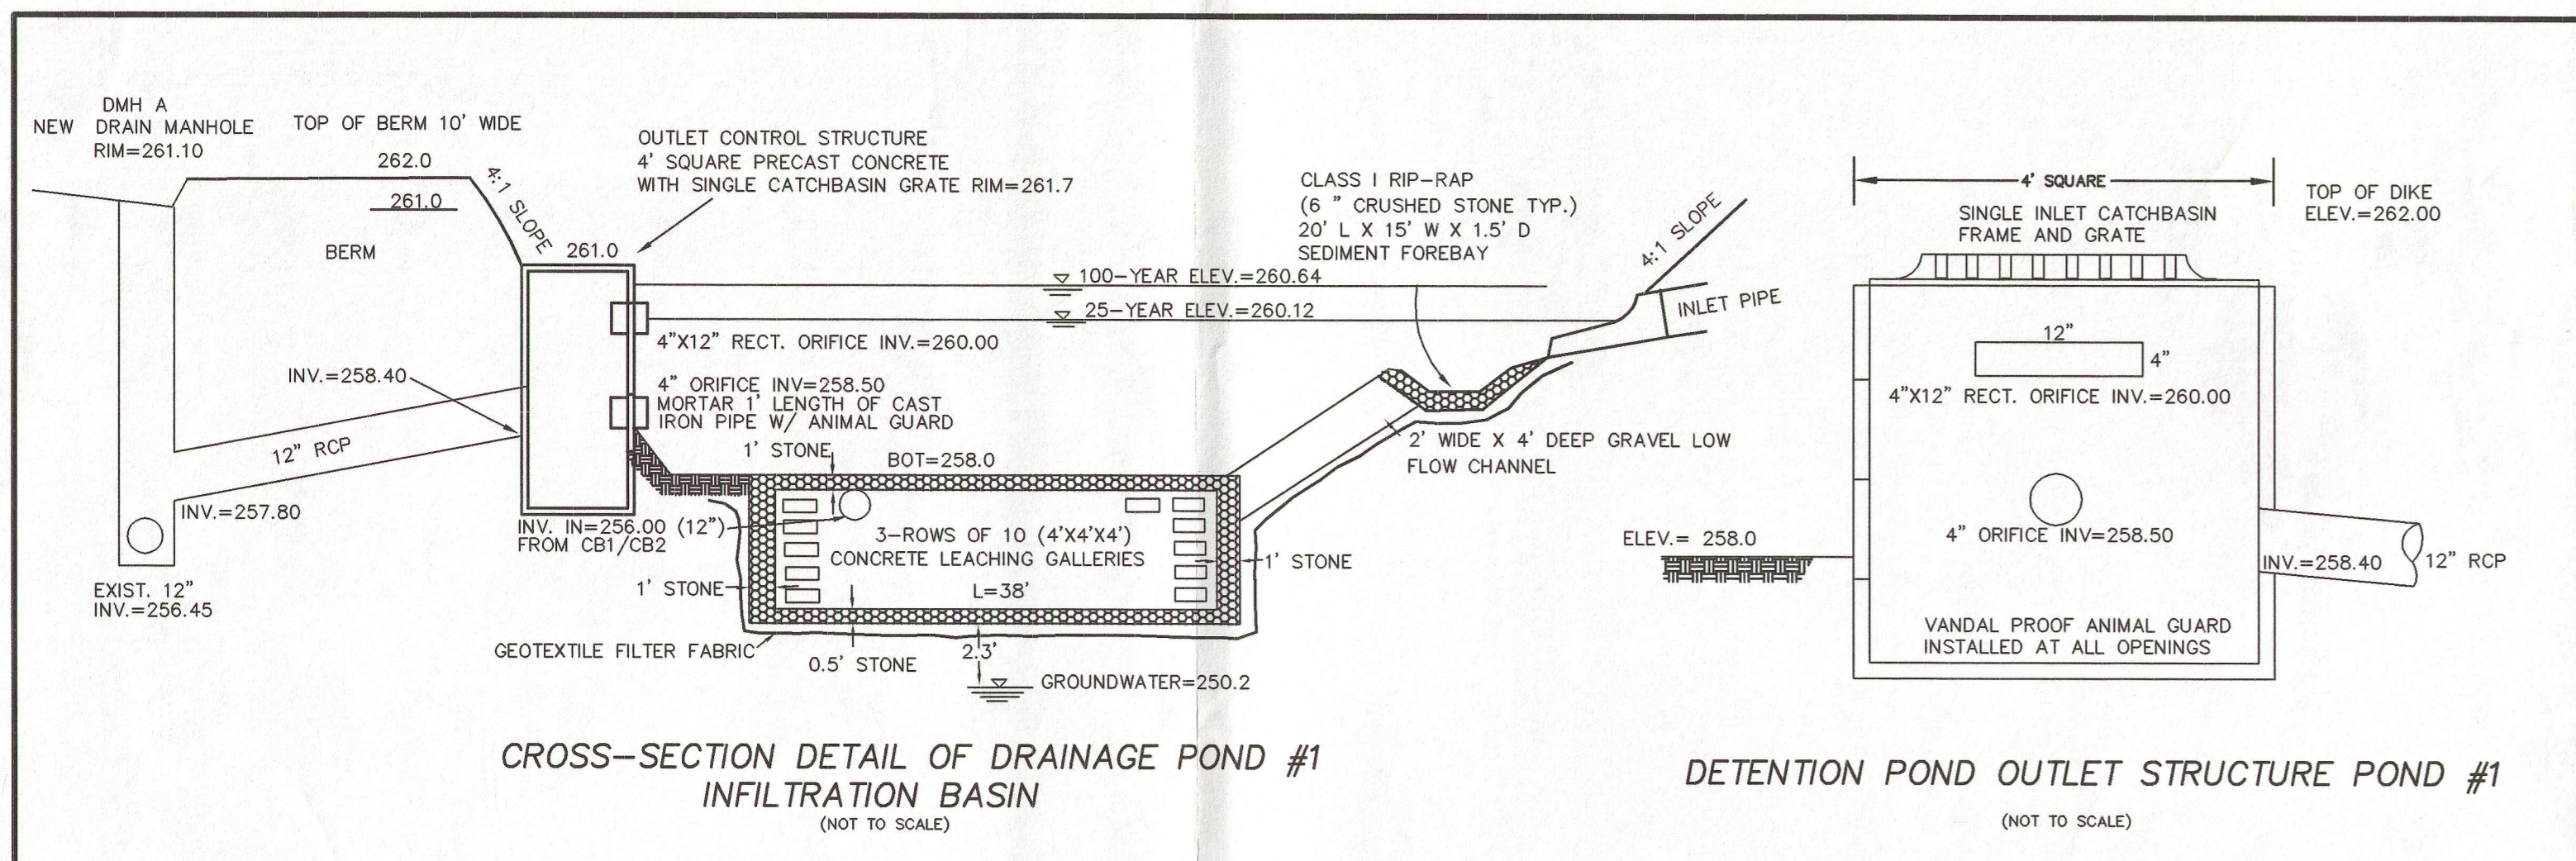 DMH A
NEW DRAIN MANHOLE
RIM=261.10
TOP OF BERM 10' WIDE
262.0
261.0
BERM
4:1 SLOPE
261.0
OUTLET CONTROL STRUCTURE
4' SQUARE PRECAST CONCRETE
WITH SINGLE CATCHBASIN GRATE RIM=261.7
100-YEAR ELEV.=260.64
25-YEAR ELEV.=260.12
4"X12" RECT. ORIFICE INV.=260.00
4" ORIFICE INV=258.50
MORTAR 1' LENGTH OF CAST
IRON PIPE W/ ANIMAL GUARD
INV.=258.40
12" RCP
INV.=257.80
EXIST. 12"
INV.=256.45
1' STONE
BOT=258.0
INV. IN=256.00 (12")
FROM CB1/CB2
3-ROWS OF 10 (4'X4'X4')
CONCRETE LEACHING GALLERIES
L=38'
1' STONE
1' STONE
GEOTEXTILE FILTER FABRIC
0.5' STONE
2.3'
GROUNDWATER=250.2
CLASS I RIP-RAP
(6 " CRUSHED STONE TYP.)
20' L X 15' W X 1.5' D
SEDIMENT FOREBAY
4:1 SLOPE
INLET PIPE
2' WIDE X 4' DEEP GRAVEL LOW
FLOW CHANNEL
CROSS-SECTION DETAIL OF DRAINAGE POND #1
INFILTRATION BASIN
(NOT TO SCALE)
4' SQUARE
TOP OF DIKE
ELEV.=262.00
SINGLE INLET CATCHBASIN
FRAME AND GRATE
12"
4"
4"X12" RECT. ORIFICE INV.=260.00
4" ORIFICE INV=258.50
ELEV.= 258.0
INV.=258.40
12" RCP
VANDAL PROOF ANIMAL GUARD
INSTALLED AT ALL OPENINGS
DETENTION POND OUTLET STRUCTURE POND #1
(NOT TO SCALE)